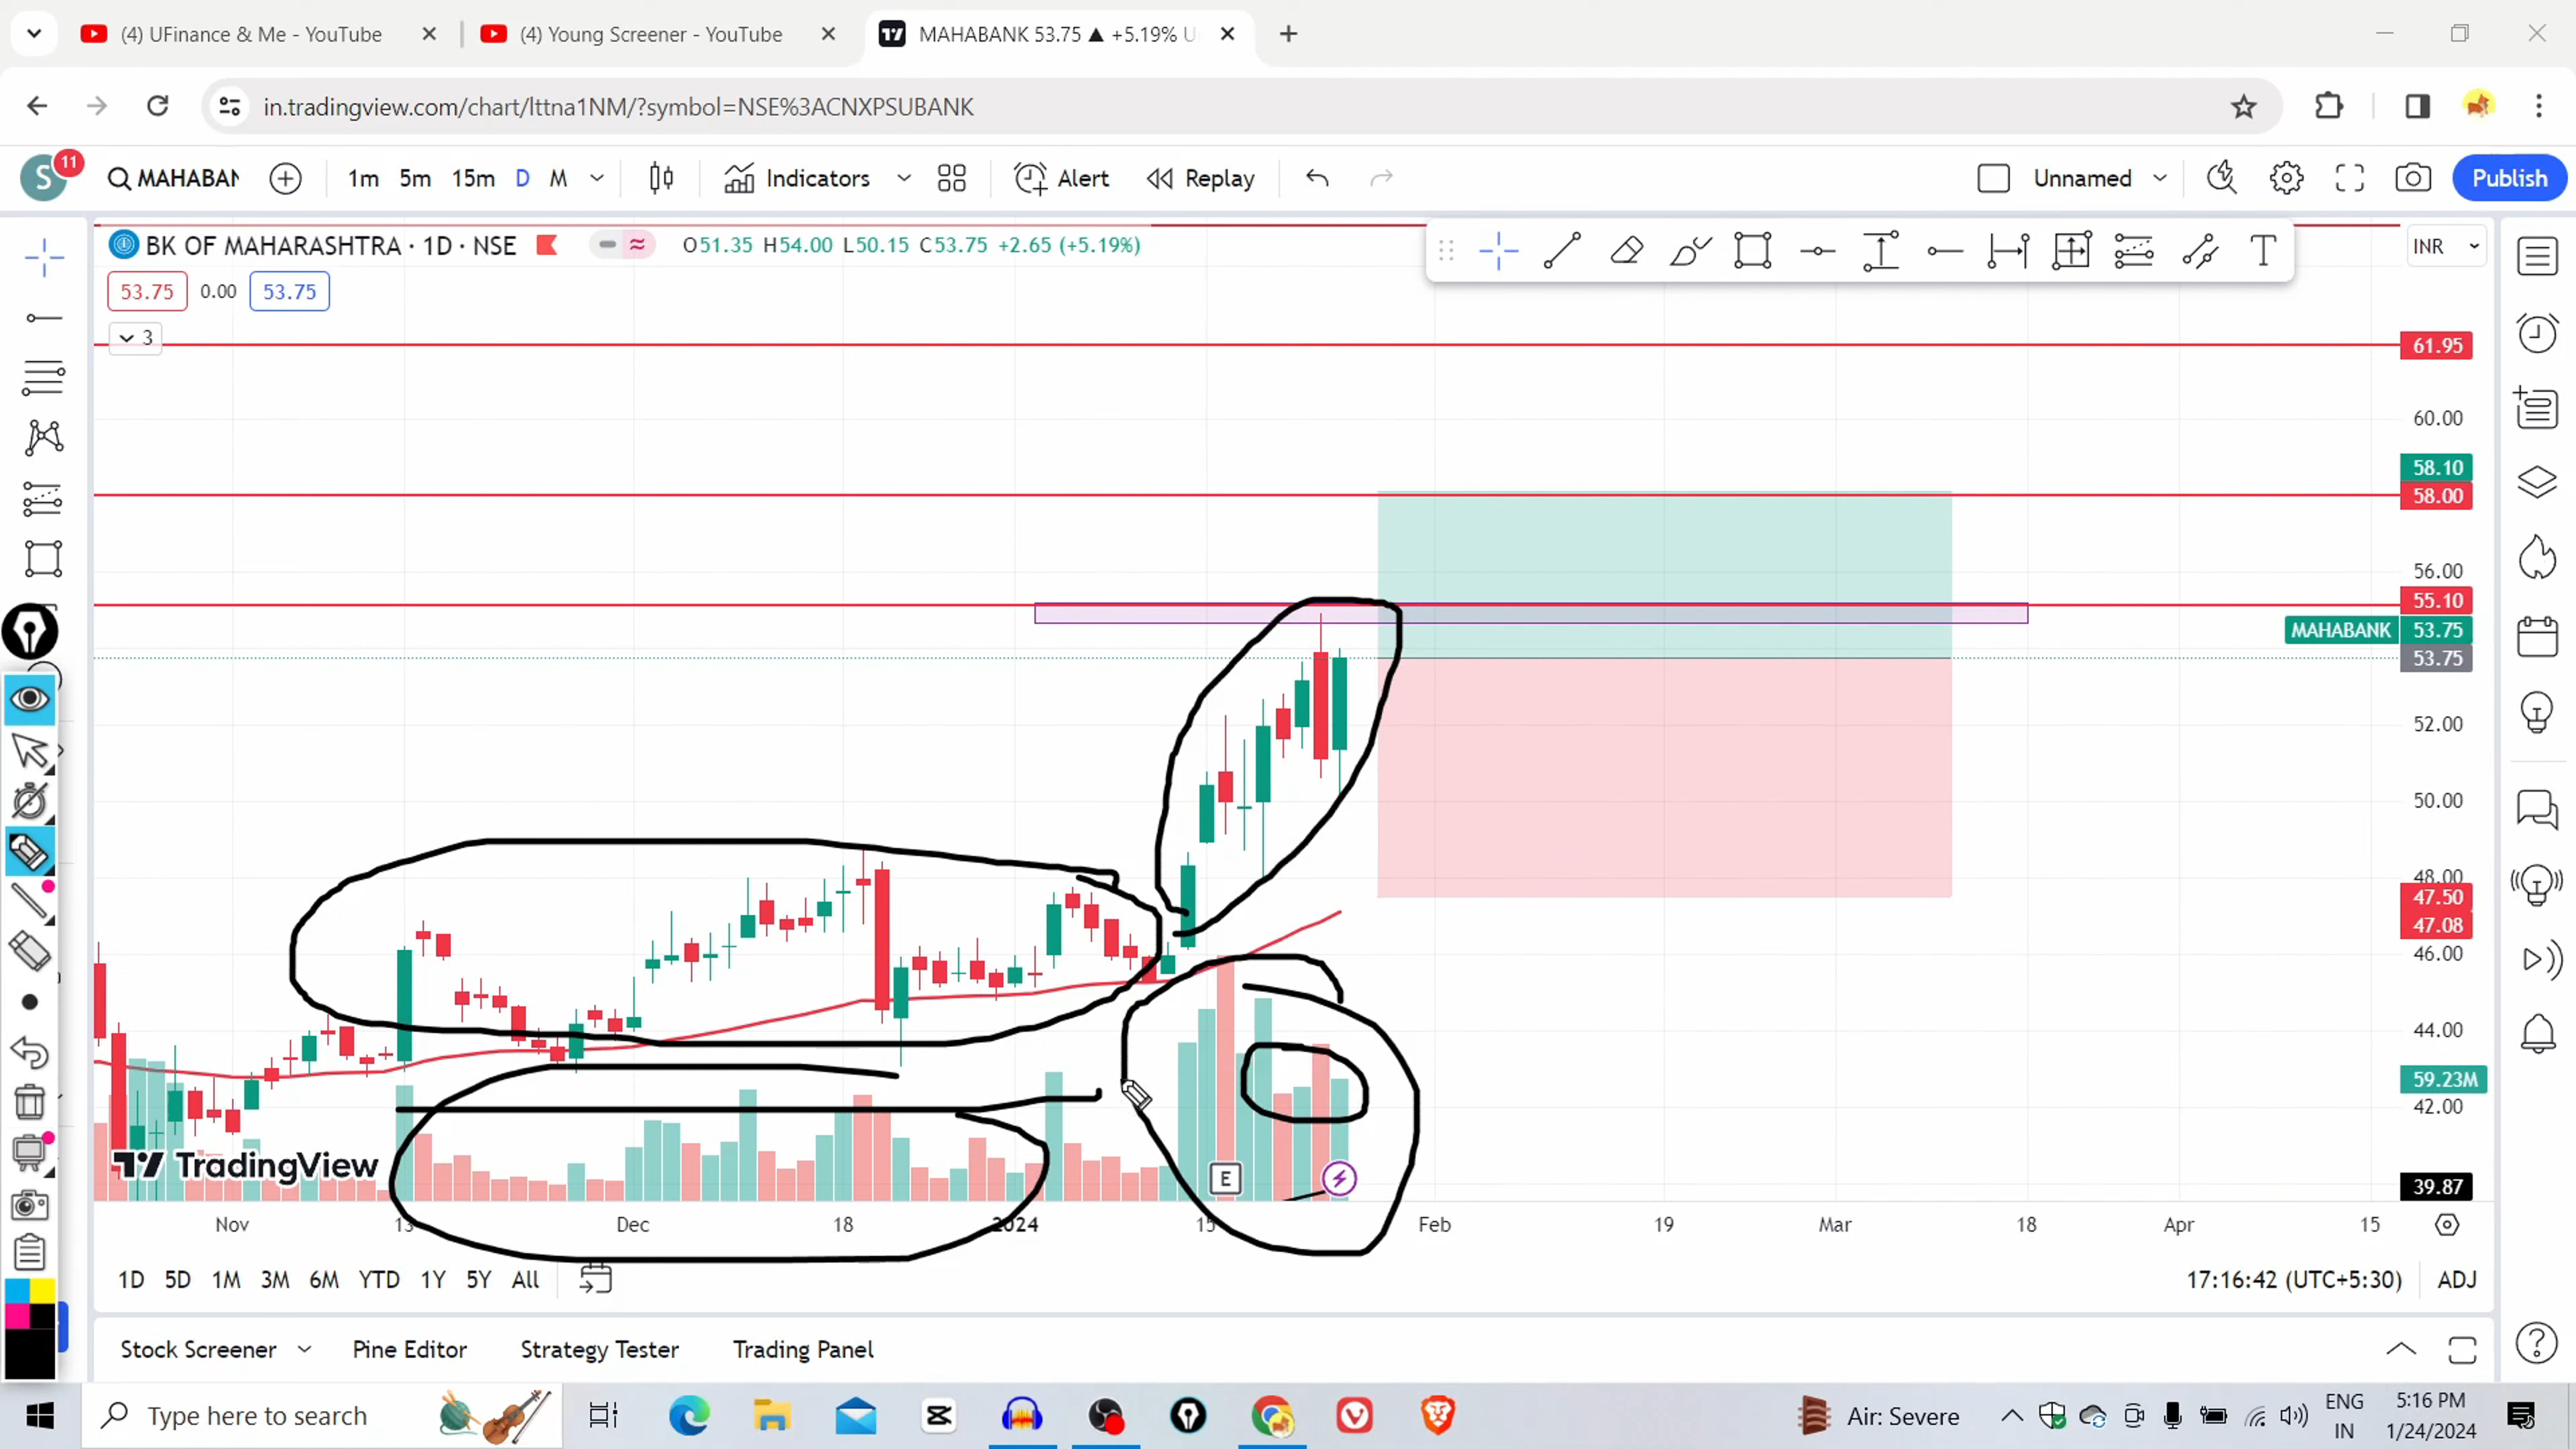 (4) UFinance & Me - YouTube
(4) Young Screener - YouTube
MAHABANK 53.75 ▲ +5.19% U
in.tradingview.com/chart/lttna1NM/?symbol=NSE%3ACNXPSUBANK
S
11
MAHABAN
1m
5m
15m
D
M
Indicators
Alert
Replay
Unnamed
Publish
BK OF MAHARASHTRA · 1D · NSE
O51.35 H54.00 L50.15 C53.75 +2.65 (+5.19%)
INR
53.75
0.00
53.75
3
61.95
60.00
58.10
58.00
56.00
55.10
MAHABANK 53.75
53.75
52.00
50.00
48.00
47.50
47.08
46.00
44.00
59.23M
42.00
39.87
TradingView
E
Nov
13
Dec
18
2024
15
Feb
19
Mar
18
Apr
15
1D
5D
1M
3M
6M
YTD
1Y
5Y
All
17:16:42 (UTC+5:30)
ADJ
Stock Screener
Pine Editor
Strategy Tester
Trading Panel
Type here to search
Air: Severe
ENG
IN
5:16 PM
1/24/2024